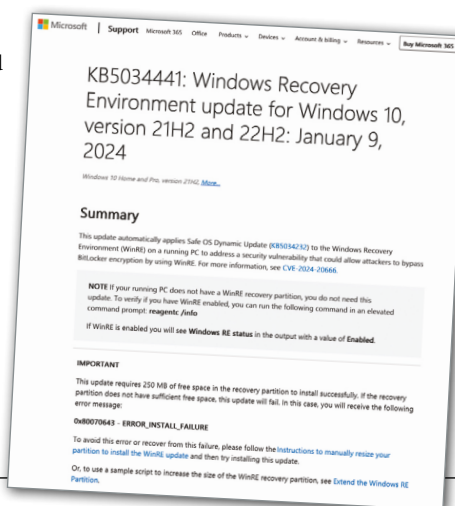 Microsoft | Support Microsoft 365 Office Products Devices Account & billing Resources Buy Microsoft 365
KB5034441: Windows Recovery
Environment update for Windows 10,
version 21H2 and 22H2: January 9,
2024
Windows 10 Home and Pro, version 21H2, More...
Summary
This update automatically applies Safe OS Dynamic Update (KB5034232) to the Windows Recovery
Environment (WinRE) on a running PC to address a security vulnerability that could allow attackers to bypass
BitLocker encryption by using WinRE. For more information, see CVE-2024-20666.
NOTE If your running PC does not have a WinRE recovery partition, you do not need this
update. To verify if you have WinRE enabled, you can run the following command in an elevated
command prompt: reagentc /info
If WinRE is enabled you will see Windows RE status in the output with a value of Enabled.
IMPORTANT
This update requires 250 MB of free space in the recovery partition to install successfully. If the recovery
partition does not have sufficient free space, this update will fail. In this case, you will receive the following
error message:
0x80070643 - ERROR_INSTALL_FAILURE
To avoid this error or recover from this failure, please follow the Instructions to manually resize your
partition to install the WinRE update and then try installing this update.
Or, to use a sample script to increase the size of the WinRE recovery partition, see Extend the Windows RE
Partition.